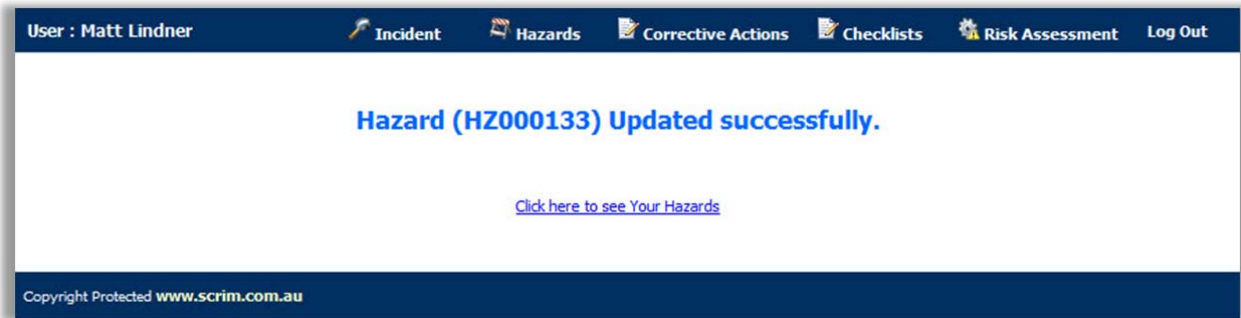 User : Matt Lindner Incident Hazards Corrective Actions Checklists Risk Assessment Log Out
Hazard (HZ000133) Updated successfully.
Click here to see Your Hazards
Copyright Protected www.scrim.com.au